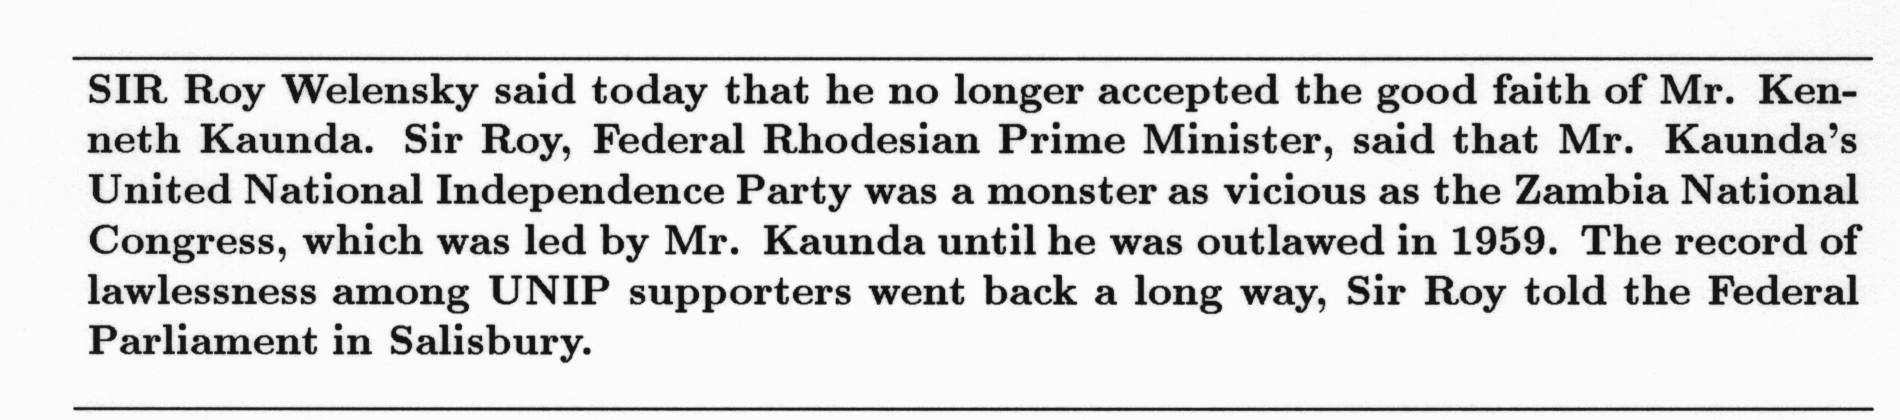 SIR Roy Welensky said today that he no longer accepted the good faith of Mr. Ken-
neth Kaunda. Sir Roy, Federal Rhodesian Prime Minister, said that Mr. Kaunda's
United National Independence Party was a monster as vicious as the Zambia National
Congress, which was led by Mr. Kaunda until he was outlawed in 1959. The record of
lawlessness among UNIP supporters went back a long way, Sir Roy told the Federal
Parliament in Salisbury.